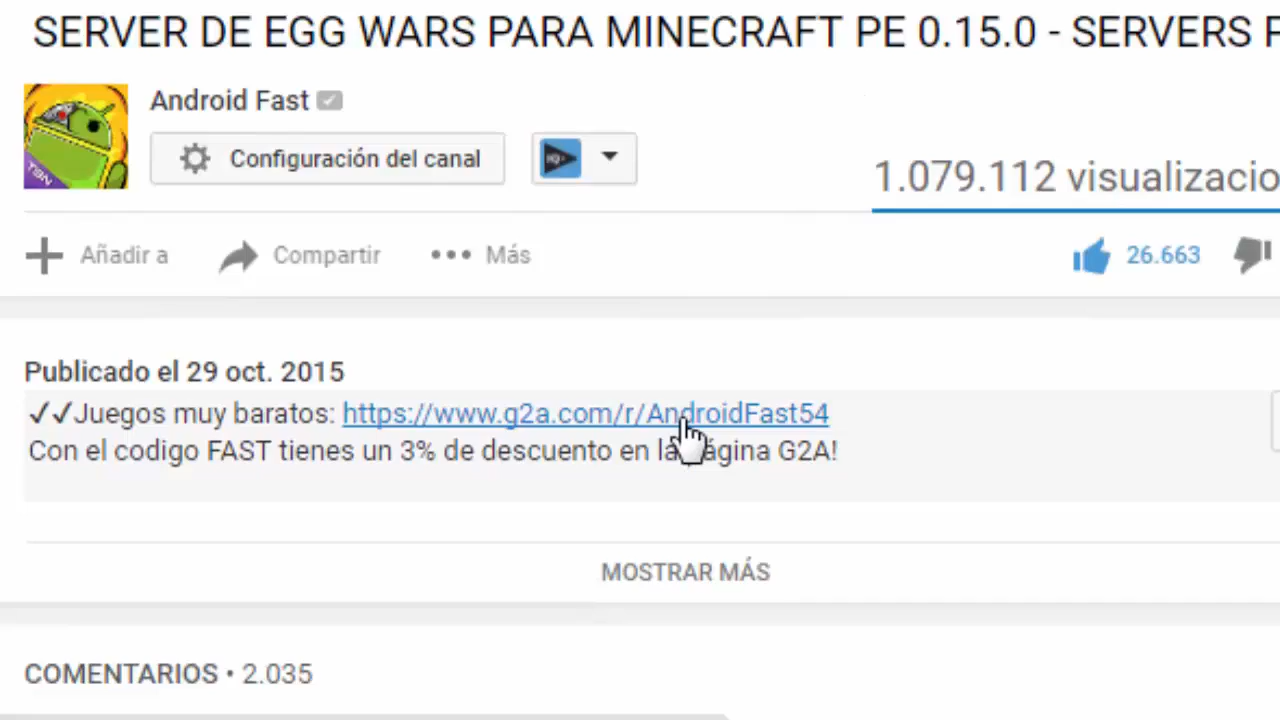 SERVER DE EGG WARS PARA MINECRAFT PE 0.15.0 - SERVERS
Android Fast
TGN
Configuración del canal
1.079.112 visualizacio
Añadir a
Compartir
Más
26.663
Publicado el 29 oct. 2015
✓✓Juegos muy baratos: https://www.g2a.com/r/AndroidFast54
Con el codigo FAST tienes un 3% de descuento en la página G2A!
MOSTRAR MÁS
COMENTARIOS • 2.035